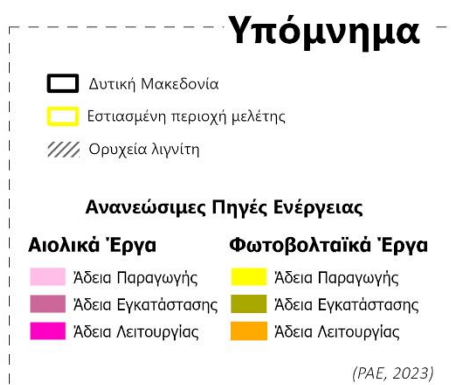 Υπόμνημα
Δυτική Μακεδονία
Εστιασμένη περιοχή μελέτης
Ορυχεία λιγνίτη
Ανανεώσιμες Πηγές Ενέργειας
Αιολικά Έργα
Φωτοβολταϊκά Έργα
Άδεια Παραγωγής
Άδεια Παραγωγής
Άδεια Εγκατάστασης
Άδεια Εγκατάστασης
Άδεια Λειτουργίας
Άδεια Λειτουργίας
(ΡΑΕ, 2023)